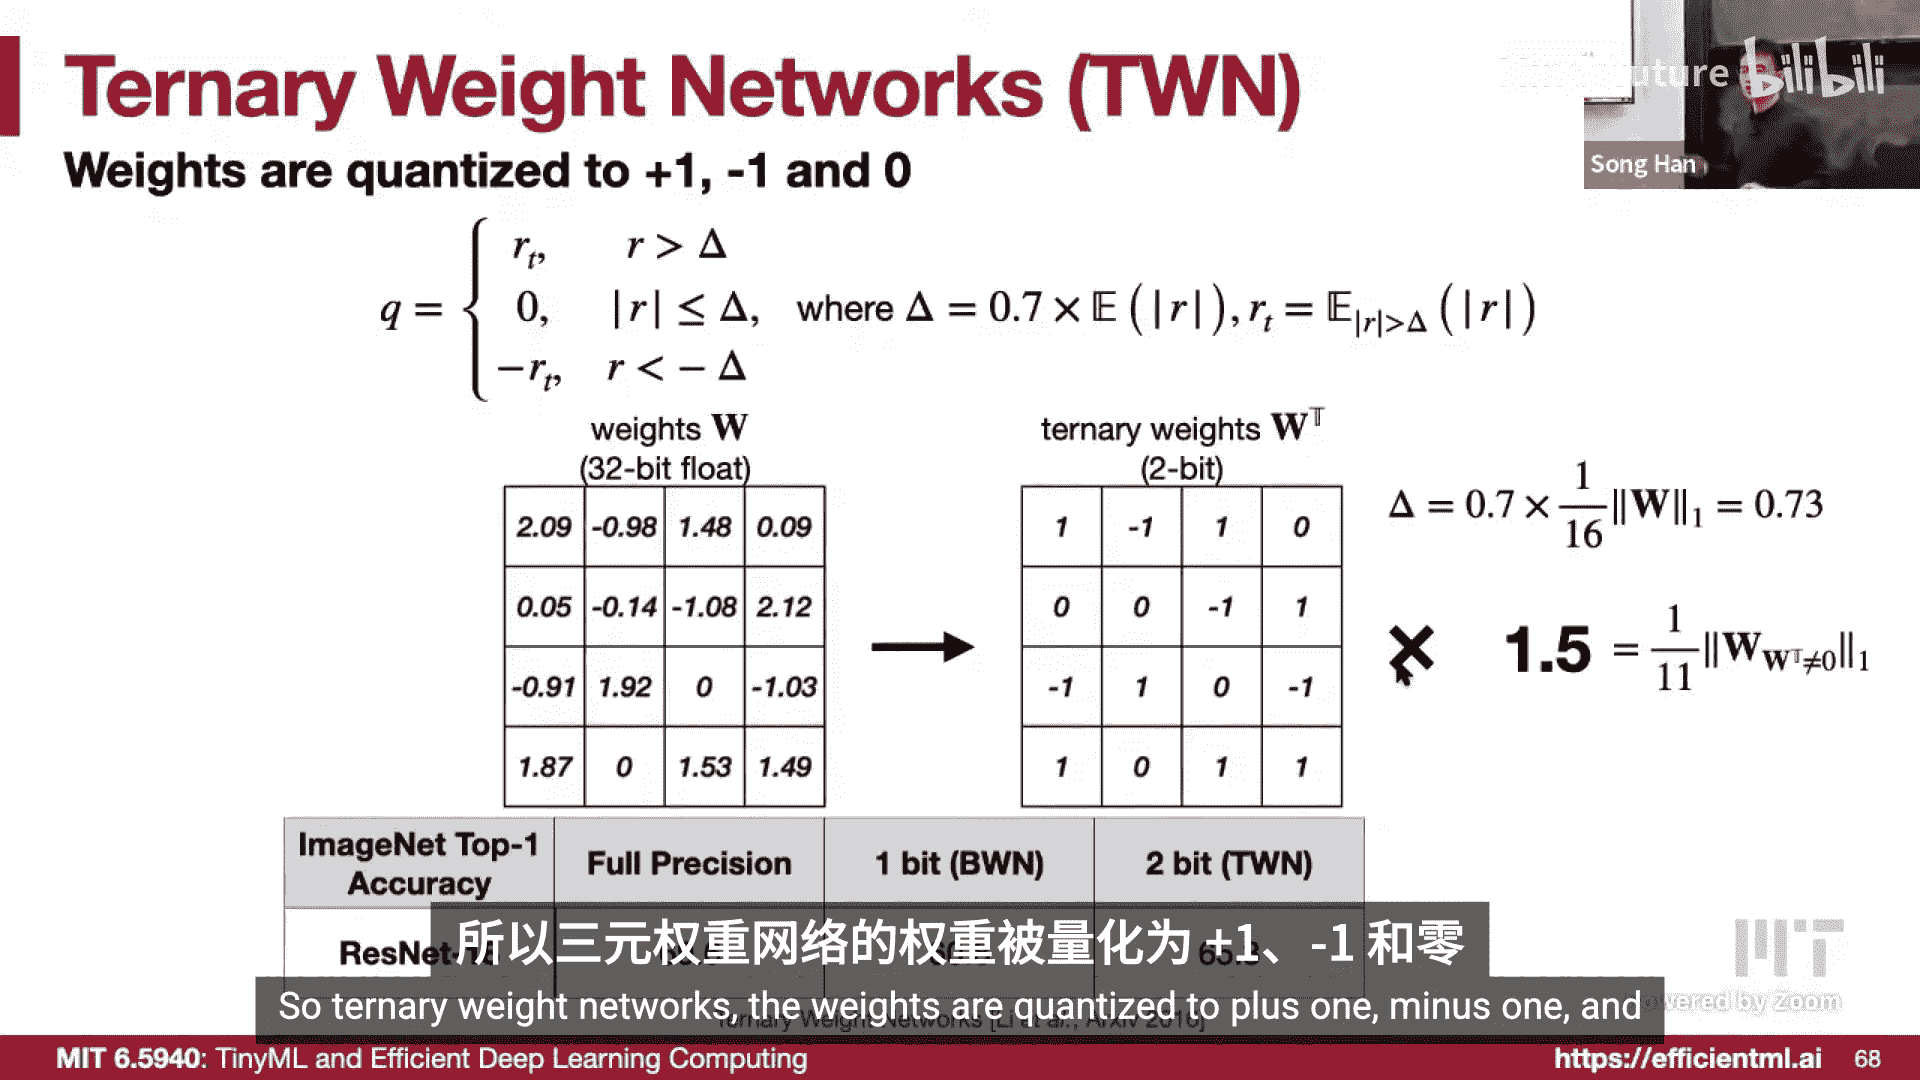 Ternary Weight Networks (TWN)
uture bilibili
Song Han
Weights are quantized to +1, -1 and 0
q = { r_t, r > Δ
0, |r| ≤ Δ, where Δ = 0.7 × 𝔼(|r|), r_t = 𝔼_{|r|>Δ}(|r|)
-r_t, r < -Δ
weights W
(32-bit float)
2.09 -0.98 1.48 0.09
0.05 -0.14 -1.08 2.12
-0.91 1.92 0 -1.03
1.87 0 1.53 1.49
ternary weights W^𝕋
(2-bit)
1 -1 1 0
0 0 -1 1
-1 1 0 -1
1 0 1 1
Δ = 0.7 × 1/16 ‖W‖₁ = 0.73
× 1.5 = 1/11 ‖W_{W^𝕋≠0}‖₁
ImageNet Top-1 Accuracy Full Precision 1 bit (BWN) 2 bit (TWN)
所以三元权重网络的权重被量化为 +1、-1 和零
So ternary weight networks, the weights are quantized to plus one, minus one, and
MIT
Powered by Zoom
MIT 6.5940: TinyML and Efficient Deep Learning Computing
https://efficientml.ai 68